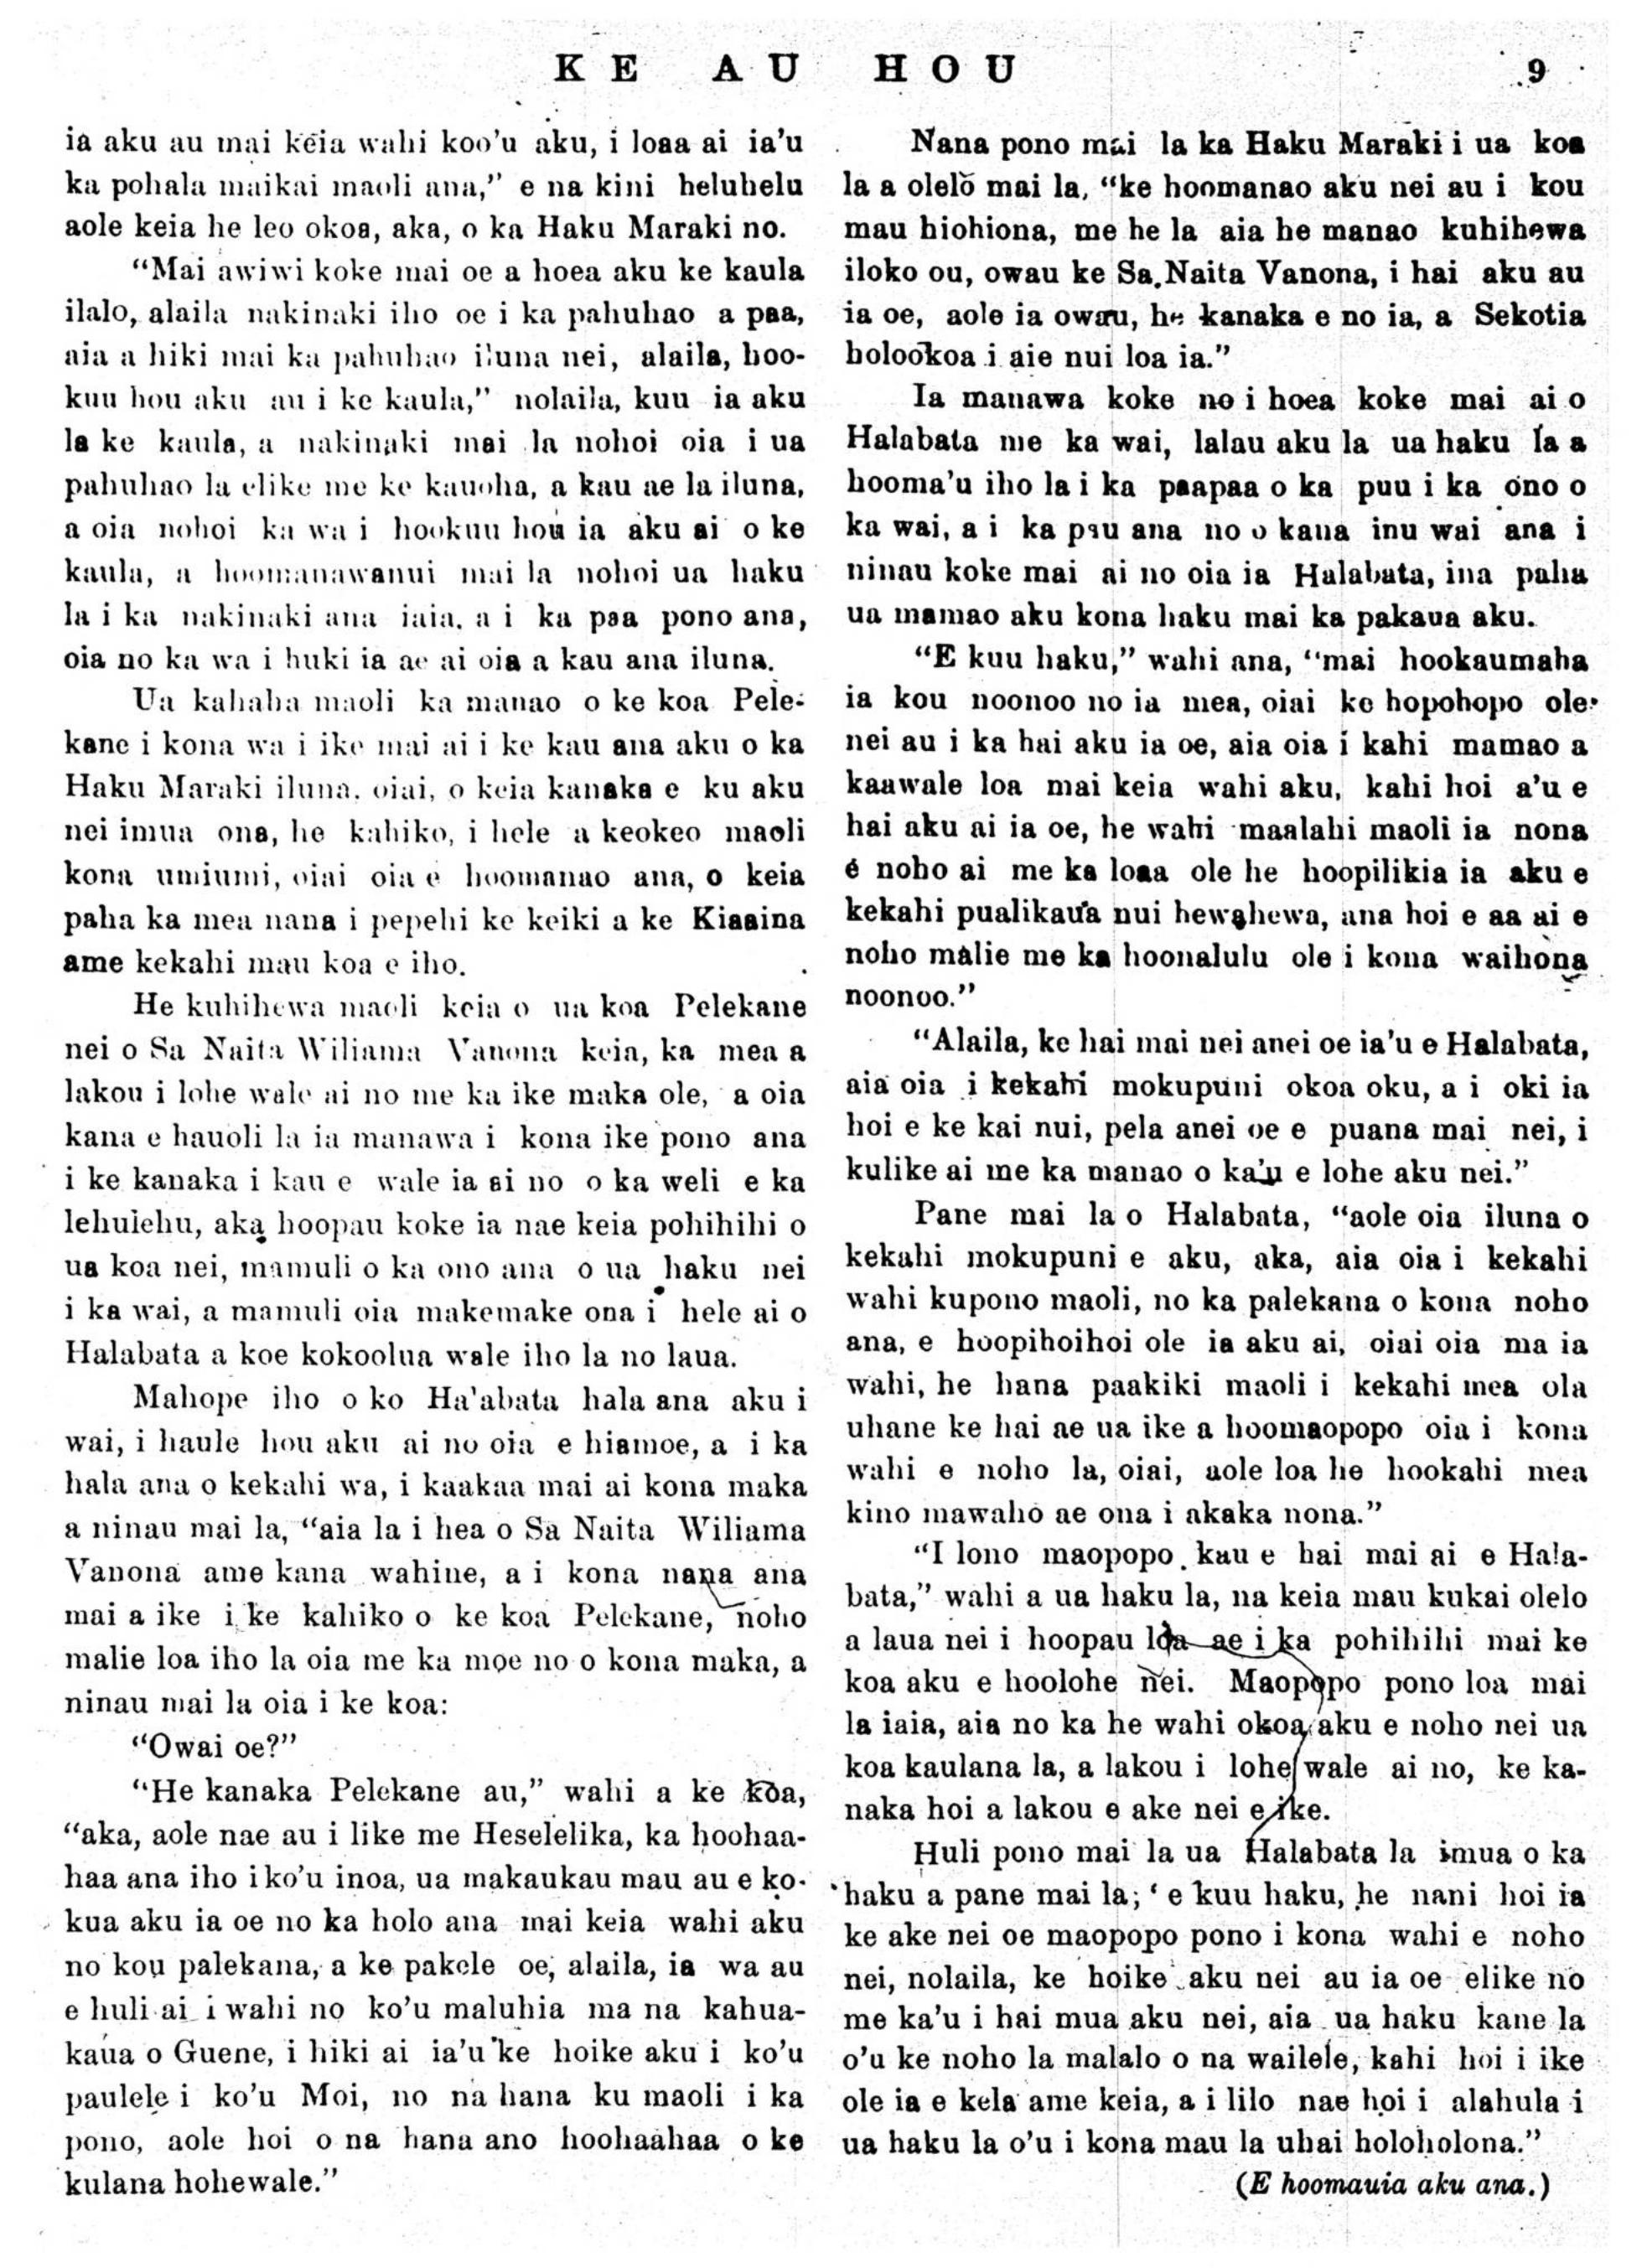 KE AU HOU 9
ia aku au mai keia wahi koo'u aku, i loaa ai ia'u
ka pohala maikai maoli ana," e na kini heluhelu
aole keia he leo okoa, aka, o ka Haku Maraki no.
"Mai awiwi koke mai oe a hoea aku ke kaula
ilalo, alaila nakinaki iho oe i ka pahuhao a paa,
aia a hiki mai ka pahuhao iluna nei, alaila, hoo-
kuu hou aku au i ke kaula," nolaila, kuu ia aku
la ke kaula, a nakinaki mai la nohoi oia i ua
pahuhao la elike me ke kauoha, a kau ae la iluna,
a oia nohoi ka wa i hookuu hou ia aku ai o ke
kaula, a hoomanawanui mai la nohoi ua haku
la i ka nakinaki ana iaia, a i ka paa pono ana,
oia no ka wa i huki ia ae ai oia a kau ana iluna.
Ua kahaha maoli ka manao o ke koa Pele-
kane i kona wa i ike mai ai i ke kau ana aku o ka
Haku Maraki iluna, oiai, o keia kanaka e ku aku
nei imua ona, he kahiko, i hele a keokeo maoli
kona umiumi, oiai oia e hoomanao ana, o keia
paha ka mea nana i pepehi ke keiki a ke Kiaaina
ame kekahi mau koa e iho.
He kuhihewa maoli keia o ua koa Pelekane
nei o Sa Naita Wiliama Vanona keia, ka mea a
lakou i lohe wale ai no me ka ike maka ole, a oia
kana e hauoli la ia manawa i kona ike pono ana
i ke kanaka i kau e wale ia ai no o ka weli e ka
lehulehu, aka hoopau koke ia nae keia pohihihi o
ua koa nei, mamuli o ka ono ana o ua haku nei
i ka wai, a mamuli oia makemake ona i hele ai o
Halabata a koe kokoolua wale iho la no laua.
Mahope iho o ko Ha'abata hala ana aku i
wai, i haule hou aku ai no oia e hiamoe, a i ka
hala ana o kekahi wa, i kaakaa mai ai kona maka
a ninau mai la, "aia la i hea o Sa Naita Wiliama
Vanona ame kana wahine, a i kona nana ana
mai a ike i ke kahiko o ke koa Pelekane, noho
malie loa iho la oia me ka moe no o kona maka, a
ninau mai la oia i ke koa:
"Owai oe?"
"He kanaka Pelekane au," wahi a ke koa,
"aka, aole nae au i like me Heselelika, ka hoohaa-
haa ana iho i ko'u inoa, ua makaukau mau au e ko-
kua aku ia oe no ka holo ana mai keia wahi aku
no kou palekana, a ke pakele oe, alaila, ia wa au
e huli ai i wahi no ko'u maluhia ma na kahua-
kaua o Guene, i hiki ai ia'u ke hoike aku i ko'u
paulele i ko'u Moi, no na hana ku maoli i ka
pono, aole hoi o na hana ano hoohaahaa o ke
kulana hohewale."
Nana pono mai la ka Haku Maraki i ua koa
la a olelo mai la, "ke hoomanao aku nei au i kou
mau hiohiona, me he la aia he manao kuhihewa
iloko ou, owau ke Sa Naita Vanona, i hai aku au
ia oe, aole ia owau, he kanaka e no ia, a Sekotia
holookoa i aie nui loa ia."
Ia manawa koke no i hoea koke mai ai o
Halabata me ka wai, lalau aku la ua haku la a
hooma'u iho la i ka paapaa o ka puu i ka ono o
ka wai, a i ka pau ana no o kana inu wai ana i
ninau koke mai ai no oia ia Halabata, ina paha
ua mamao aku kona haku mai ka pakaua aku.
"E kuu haku," wahi ana, "mai hookaumaha
ia kou noonoo no ia mea, oiai ke hopohopo ole
nei au i ka hai aku ia oe, aia oia i kahi mamao a
kaawale loa mai keia wahi aku, kahi hoi a'u e
hai aku ai ia oe, he wahi maalahi maoli ia nona
e noho ai me ka loaa ole he hoopilikia ia aku e
kekahi pualikaua nui hewahewa, ana hoi e aa ai e
noho malie me ka hoonalulu ole i kona waihona
noonoo."
"Alaila, ke hai mai nei anei oe ia'u e Halabata,
aia oia i kekahi mokupuni okoa oku, a i oki ia
hoi e ke kai nui, pela anei oe e puana mai nei, i
kulike ai me ka manao o ka'u e lohe aku nei."
Pane mai la o Halabata, "aole oia iluna o
kekahi mokupuni e aku, aka, aia oia i kekahi
wahi kupono maoli, no ka palekana o kona noho
ana, e hoopihoihoi ole ia aku ai, oiai oia ma ia
wahi, he hana paakiki maoli i kekahi mea ola
uhane ke hai ae ua ike a hoomaopopo oia i kona
wahi e noho la, oiai, aole loa he hookahi mea
kino mawaho ae ona i akaka nona."
"I lono maopopo kau e hai mai ai e Hala-
bata," wahi a ua haku la, na keia mau kukai olelo
a laua nei i hoopau loa ae i ka pohihihi mai ke
koa aku e hoolohe nei. Maopopo pono loa mai
la iaia, aia no ka he wahi okoa aku e noho nei ua
koa kaulana la, a lakou i lohe wale ai no, ke ka-
naka hoi a lakou e ake nei e ike.
Huli pono mai la ua Halabata la imua o ka
haku a pane mai la; 'e kuu haku, he nani hoi ia
ke ake nei oe maopopo pono i kona wahi e noho
nei, nolaila, ke hoike aku nei au ia oe elike no
me ka'u i hai mua aku nei, aia ua haku kane la
o'u ke noho la malalo o na wailele, kahi hoi i ike
ole ia e kela ame keia, a i lilo nae hoi i alahula i
ua haku la o'u i kona mau la uhai holoholona."
(E hoomauia aku ana.)